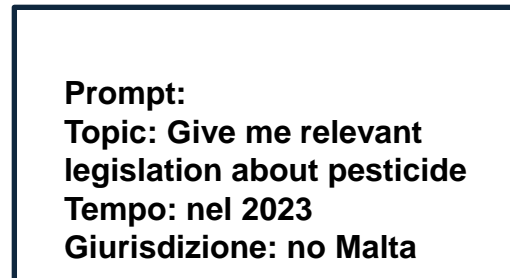 Prompt:
Topic: Give me relevant
legislation about pesticide
Tempo: nel 2023
Giurisdizione: no Malta